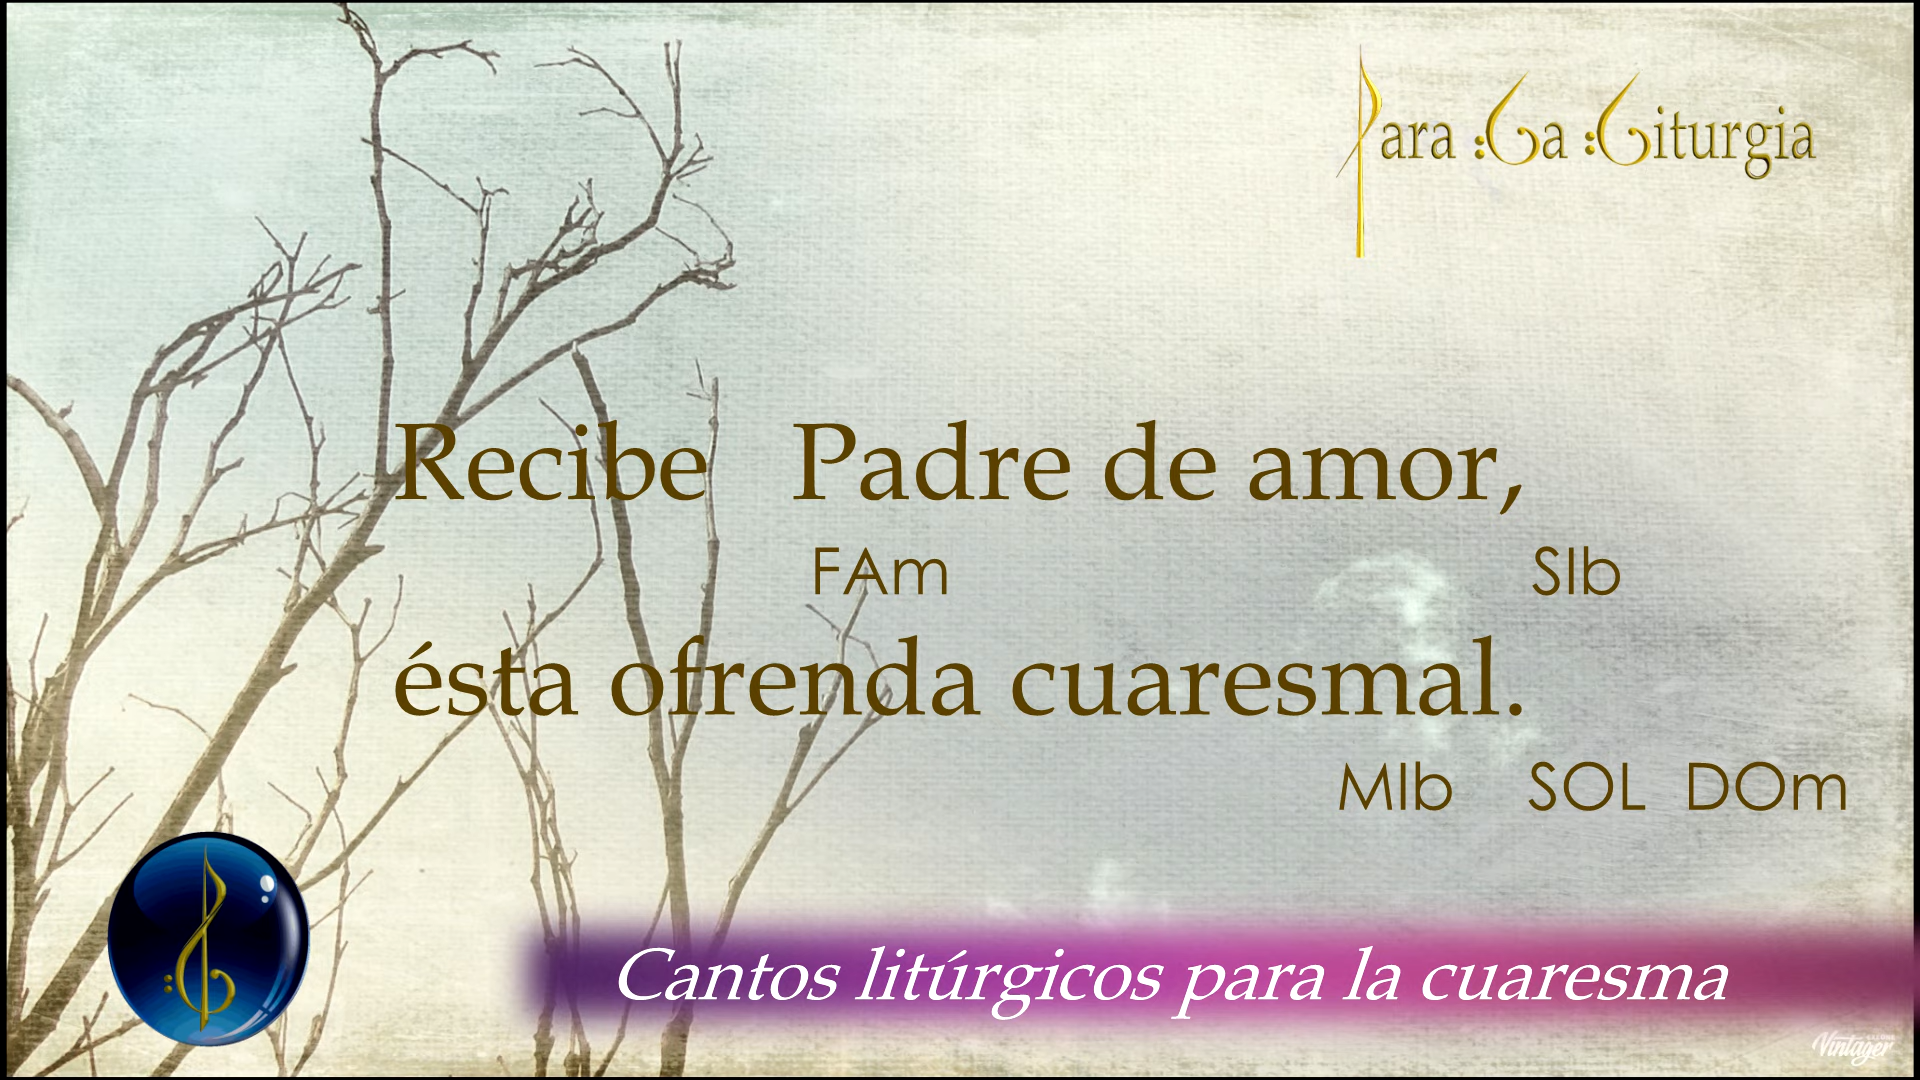 Para La Liturgia
Recibe Padre de amor,
FAm SIb
ésta ofrenda cuaresmal.
MIb SOL DOm
Cantos litúrgicos para la cuaresma
Vintager